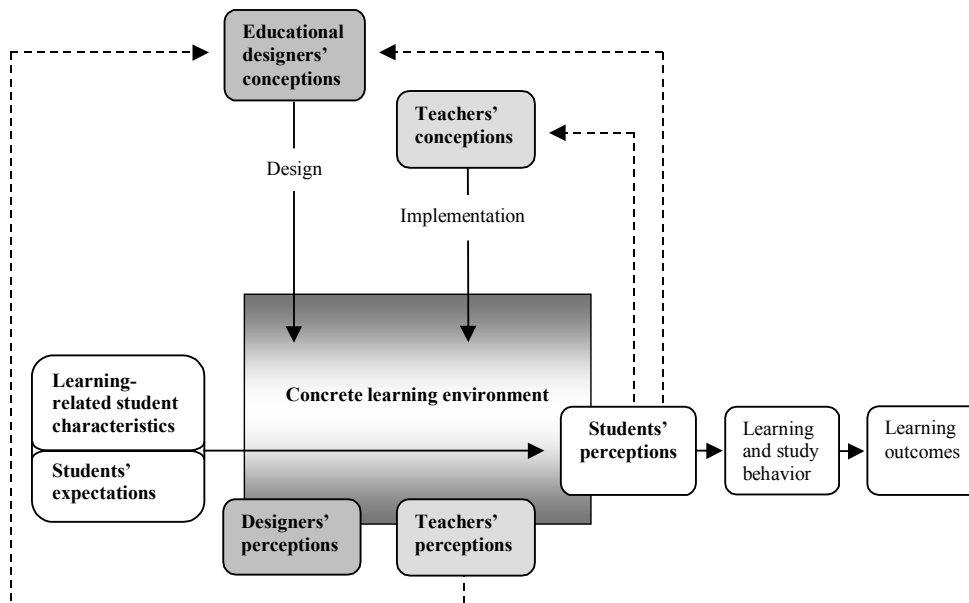 Educational
designers’
conceptions
Teachers’
conceptions
Design
Implementation
Learning-
related student
characteristics
Students’
expectations
Concrete learning environment
Students’
perceptions
Learning
and study
behavior
Learning
outcomes
Designers’
perceptions
Teachers’
perceptions